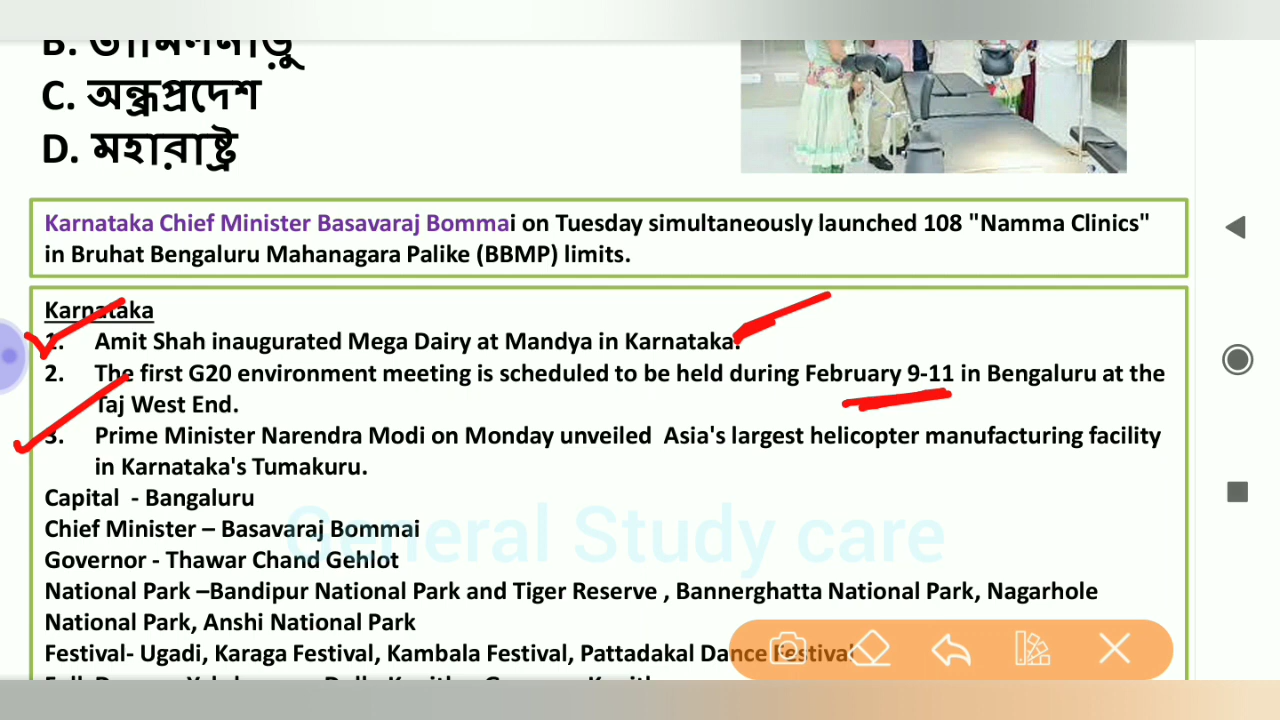 B. তামিলনাড়ু
C. অন্ধ্রপ্রদেশ
D. মহারাষ্ট্র
Karnataka Chief Minister Basavaraj Bommai on Tuesday simultaneously launched 108 "Namma Clinics"
in Bruhat Bengaluru Mahanagara Palike (BBMP) limits.
Karnataka
1. Amit Shah inaugurated Mega Dairy at Mandya in Karnataka.
2. The first G20 environment meeting is scheduled to be held during February 9-11 in Bengaluru at the
Taj West End.
3. Prime Minister Narendra Modi on Monday unveiled Asia's largest helicopter manufacturing facility
in Karnataka's Tumakuru.
Capital - Bangaluru
Chief Minister – Basavaraj Bommai
Governor - Thawar Chand Gehlot
General Study care
National Park –Bandipur National Park and Tiger Reserve , Bannerghatta National Park, Nagarhole
National Park, Anshi National Park
Festival- Ugadi, Karaga Festival, Kambala Festival, Pattadakal Dance Festival